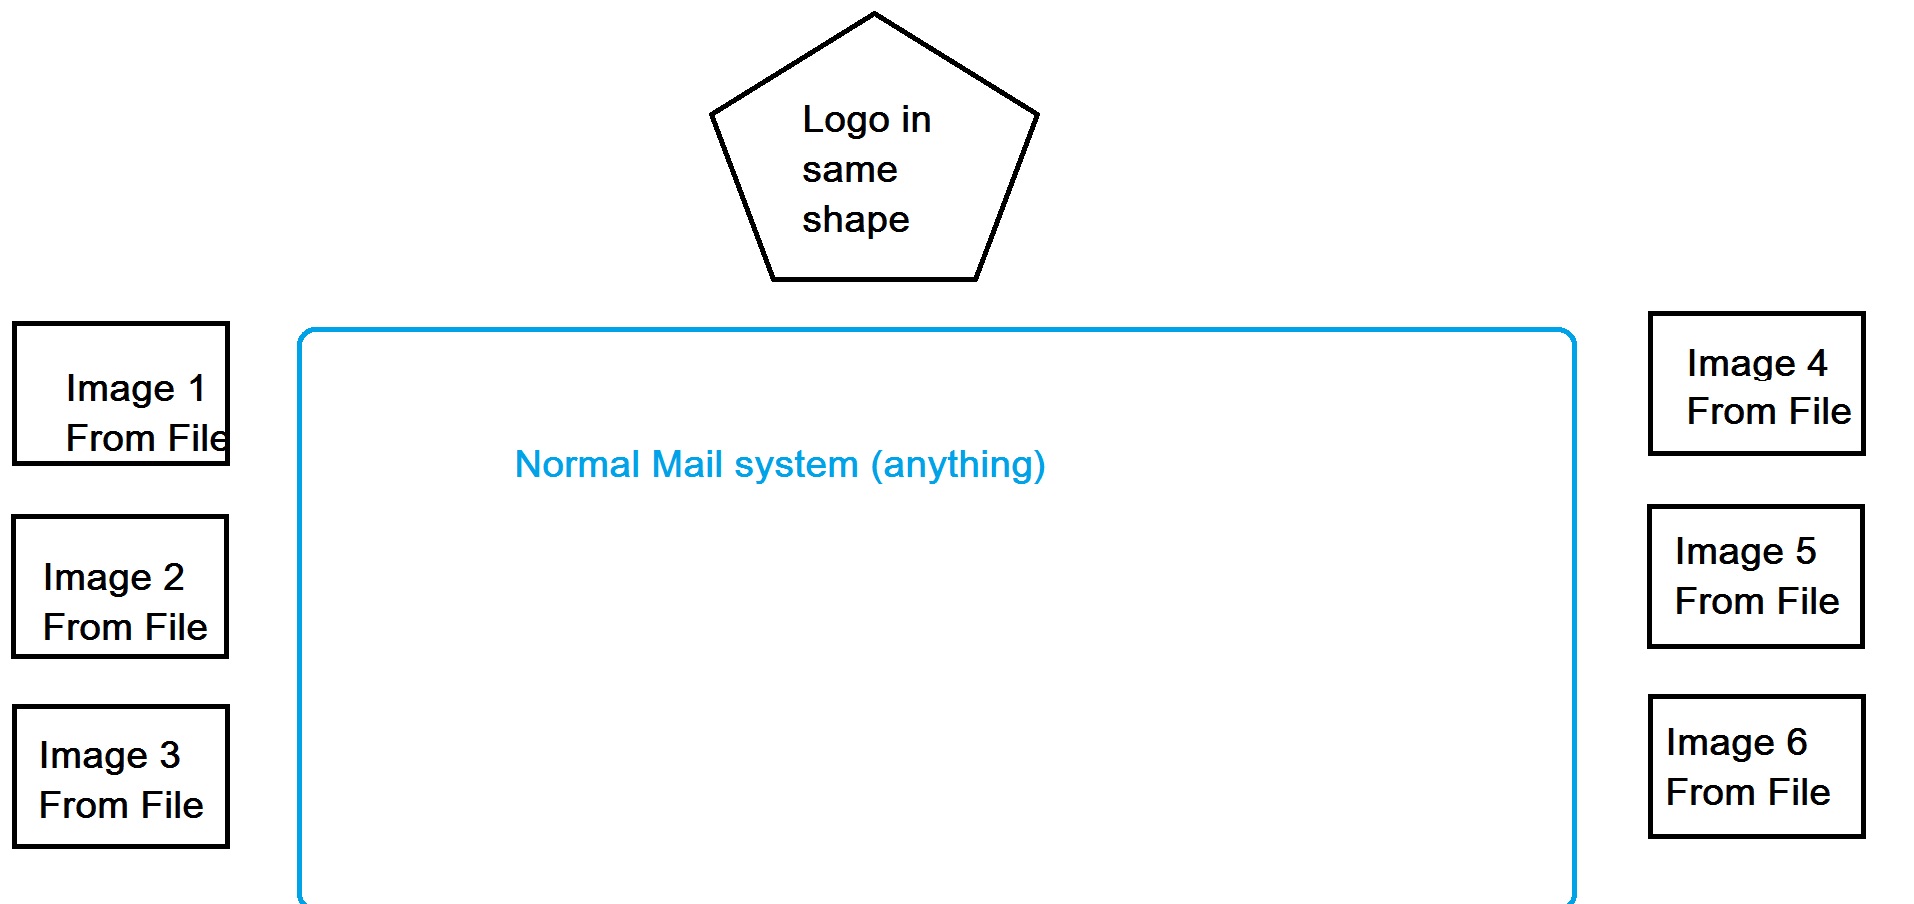 Logo in
same
shape
Image 1
From File
Image 4
From File
Normal Mail system (anything)
Image 2
From File
Image 5
From File
Image 3
From File
Image 6
From File